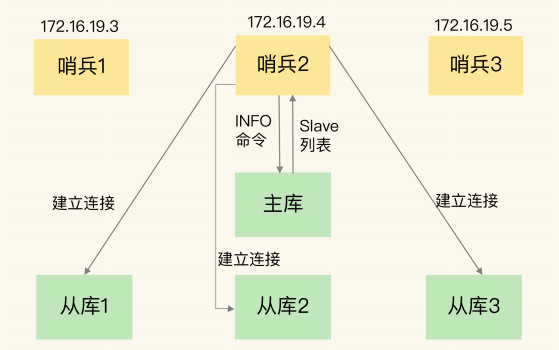 172.16.19.3
172.16.19.4
172.16.19.5
哨兵1
哨兵2
哨兵3
INFO
命令
Slave
列表
主库
建立连接
建立连接
建立连接
从库1
从库2
从库3